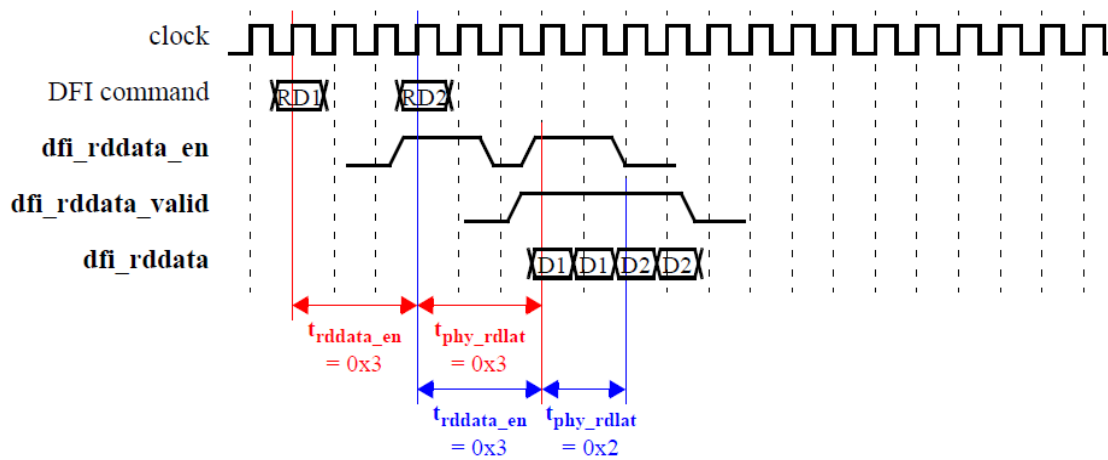 clock
DFI command
RD1 RD2
dfi_rddata_en
dfi_rddata_valid
dfi_rddata
D1 D1 D2 D2
trddata_en tphy_rdlat
= 0x3 = 0x3
trddata_en tphy_rdlat
= 0x3 = 0x2